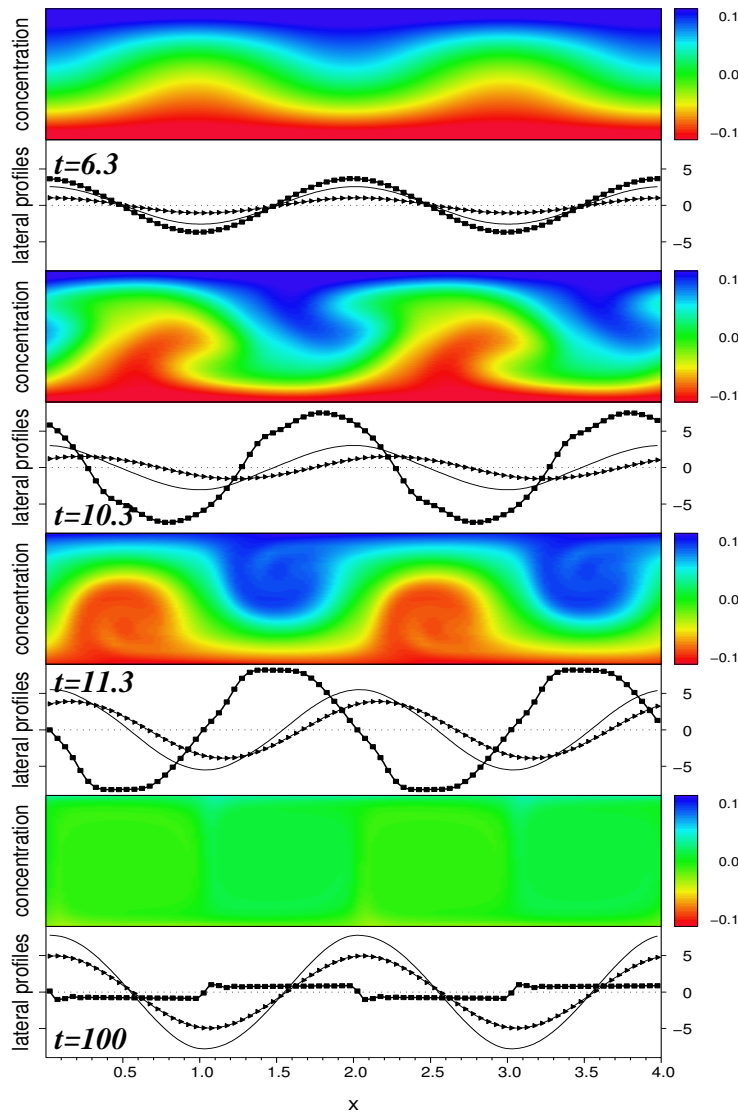 concentration
0.1
0.0
−0.1
lateral profiles
t=6.3
5
0
−5
concentration
0.1
0.0
−0.1
lateral profiles
t=10.3
5
0
−5
concentration
0.1
0.0
−0.1
lateral profiles
t=11.3
5
0
−5
concentration
0.1
0.0
−0.1
lateral profiles
t=100
5
0
−5
0.5 1.0 1.5 2.0 2.5 3.0 3.5 4.0
x